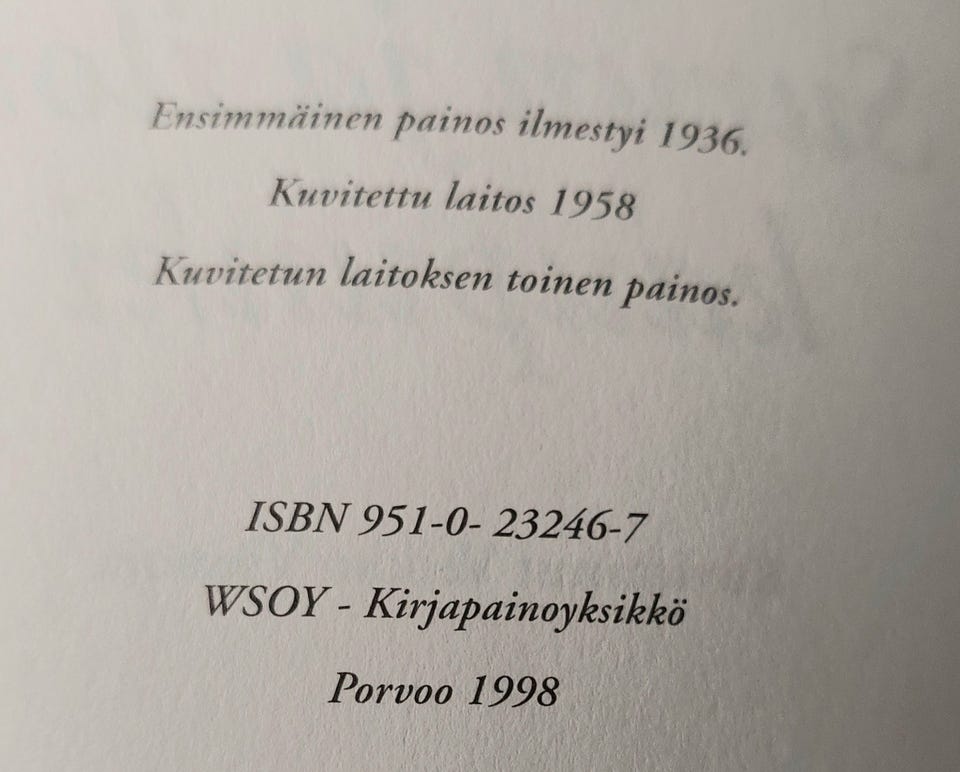 Ensimmäinen painos ilmestyi 1936.
Kuvitettu laitos 1958
Kuvitetun laitoksen toinen painos.
ISBN 951-0- 23246-7
WSOY - Kirjapainoyksikkö
Porvoo 1998